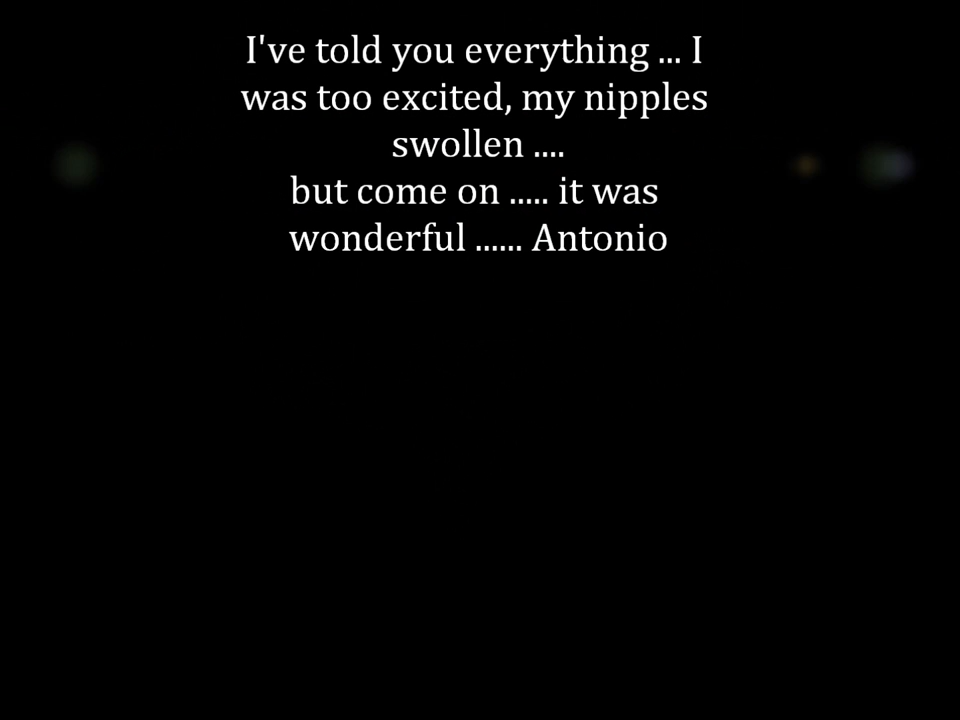 I've told you everything ... I
was too excited, my nipples
swollen ....
but come on ..... it was
wonderful ...... Antonio